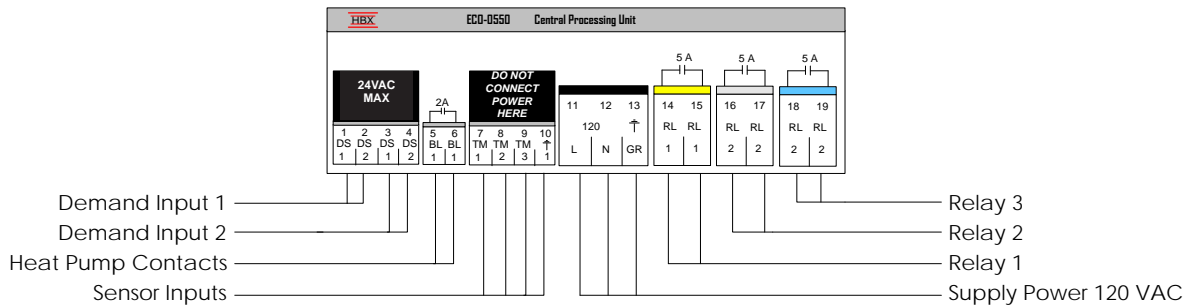 HBX ECO-0550 Central Processing Unit
24VAC
MAX
2A
DO NOT
CONNECT
POWER
HERE
5 A
5 A
5 A
1 2 3 4
DS DS DS DS
1 2 1 2
5 6
BL BL
1 1
7 8 9 10
TM TM TM
1 2 3 1
11 12 13
120
L N GR
14 15
RL RL
1 1
16 17
RL RL
2 2
18 19
RL RL
2 2
Demand Input 1
Demand Input 2
Heat Pump Contacts
Sensor Inputs
Relay 3
Relay 2
Relay 1
Supply Power 120 VAC